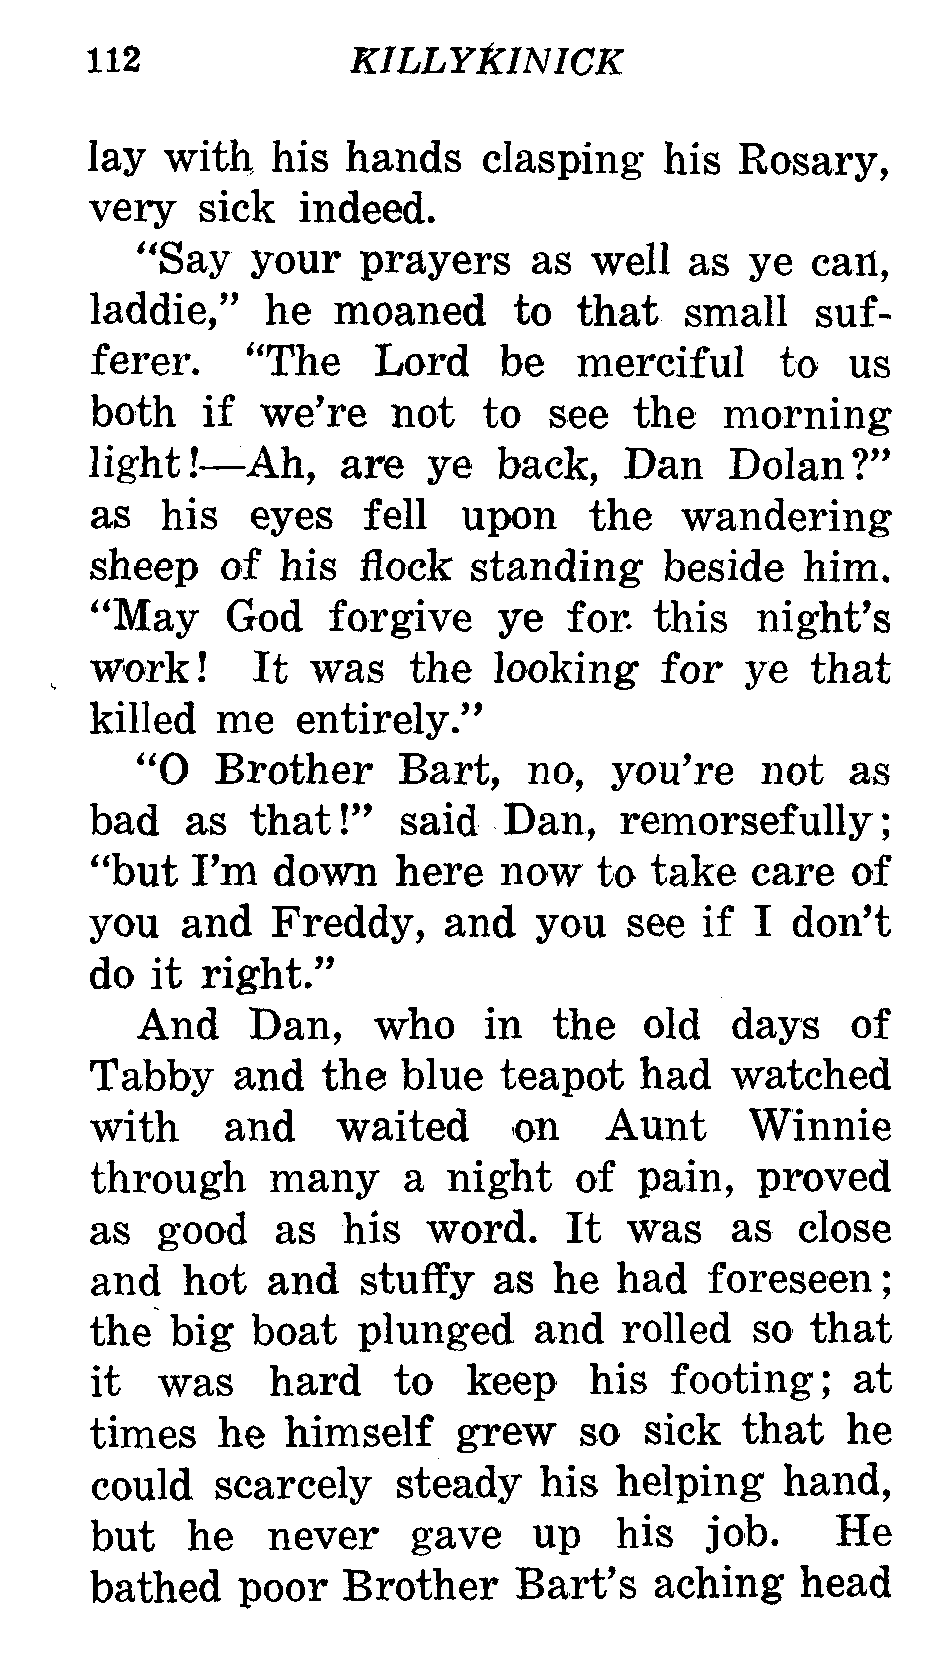 112 KILLYKINICK
lay with his hands clasping his Rosary,
very sick indeed.
“Say your prayers as well as ye can,
laddie,” he moaned to that small suf-
ferer. “The Lord be merciful to us
both if we’re not to see the morning
light!—Ah, are ye back, Dan Dolan?”
as his eyes fell upon the wandering
sheep of his flock standing beside him.
“May God forgive ye for this night’s
work! It was the looking for ye that
killed me entirely.”
“O Brother Bart, no, you’re not as
bad as that!” said Dan, remorsefully;
“but I’m down here now to take care of
you and Freddy, and you see if I don’t
do it right.”
And Dan, who in the old days of
Tabby and the blue teapot had watched
with and waited on Aunt Winnie
through many a night of pain, proved
as good as his word. It was as close
and hot and stuffy as he had foreseen;
the big boat plunged and rolled so that
it was hard to keep his footing; at
times he himself grew so sick that he
could scarcely steady his helping hand,
but he never gave up his job. He
bathed poor Brother Bart’s aching head